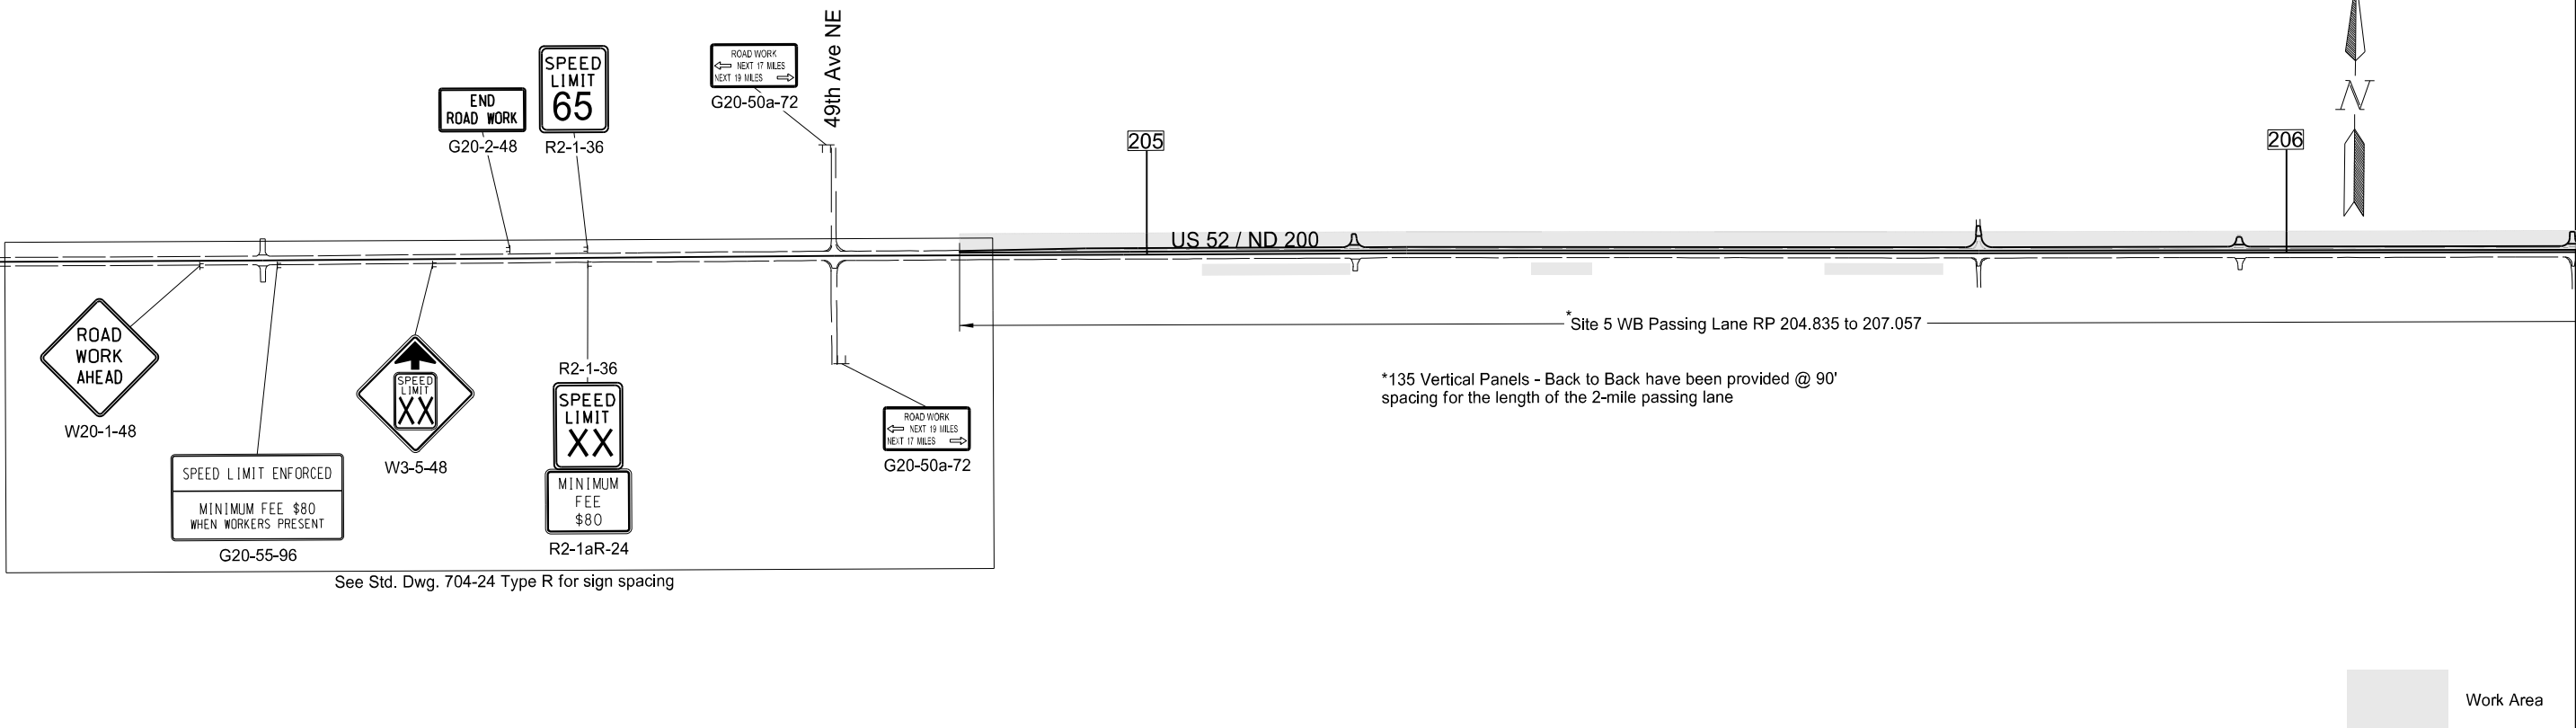 END
ROAD WORK
G20-2-48
SPEED
LIMIT
65
R2-1-36
ROAD WORK
NEXT 17 MILES
NEXT 19 MILES
G20-50a-72
49th Ave NE
205
206
N
US 52 / ND 200
*Site 5 WB Passing Lane RP 204.835 to 207.057
*135 Vertical Panels - Back to Back have been provided @ 90'
spacing for the length of the 2-mile passing lane
ROAD
WORK
AHEAD
W20-1-48
SPEED LIMIT ENFORCED
MINIMUM FEE $80
WHEN WORKERS PRESENT
G20-55-96
SPEED
LIMIT
XX
W3-5-48
R2-1-36
SPEED
LIMIT
XX
MINIMUM
FEE
$80
R2-1aR-24
ROAD WORK
NEXT 19 MILES
NEXT 17 MILES
G20-50a-72
See Std. Dwg. 704-24 Type R for sign spacing
Work Area